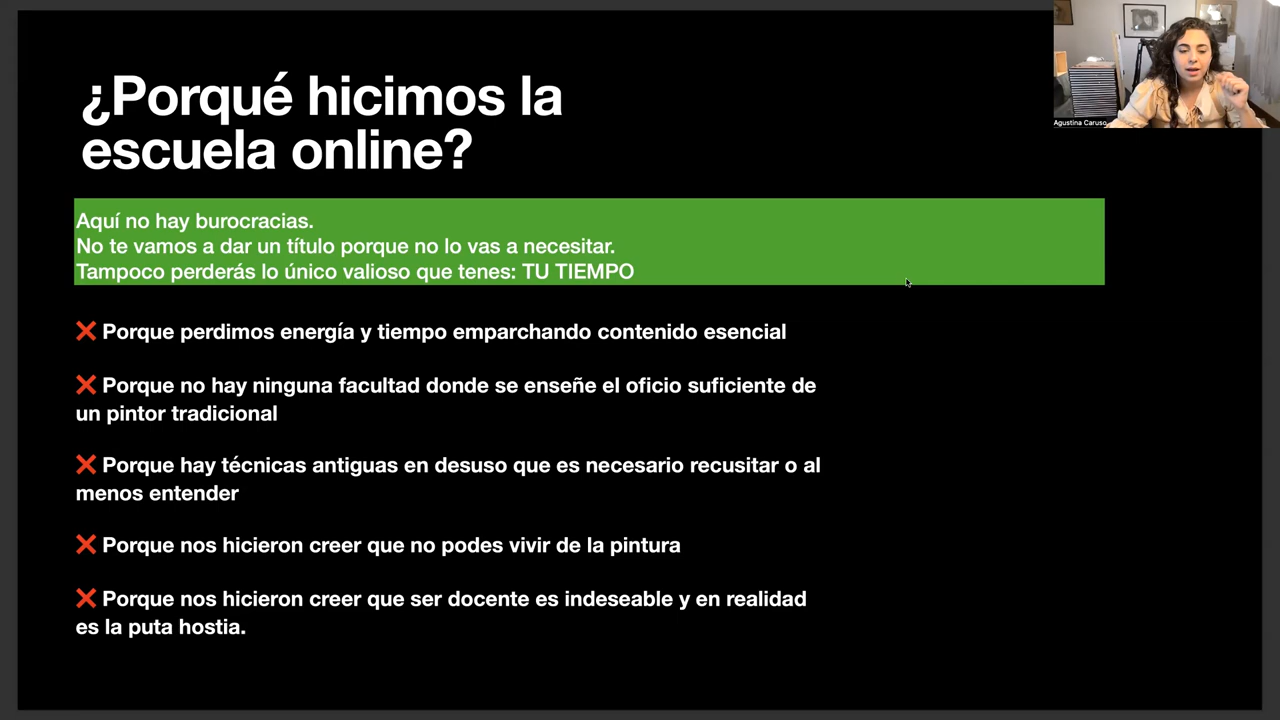 ¿Porqué hicimos la
escuela online?
Agustina Caruso
Aquí no hay burocracias.
No te vamos a dar un título porque no lo vas a necesitar.
Tampoco perderás lo único valioso que tenes: TU TIEMPO
❌ Porque perdimos energía y tiempo emparchando contenido esencial
❌ Porque no hay ninguna facultad donde se enseñe el oficio suficiente de
un pintor tradicional
❌ Porque hay técnicas antiguas en desuso que es necesario recusitar o al
menos entender
❌ Porque nos hicieron creer que no podes vivir de la pintura
❌ Porque nos hicieron creer que ser docente es indeseable y en realidad
es la puta hostia.